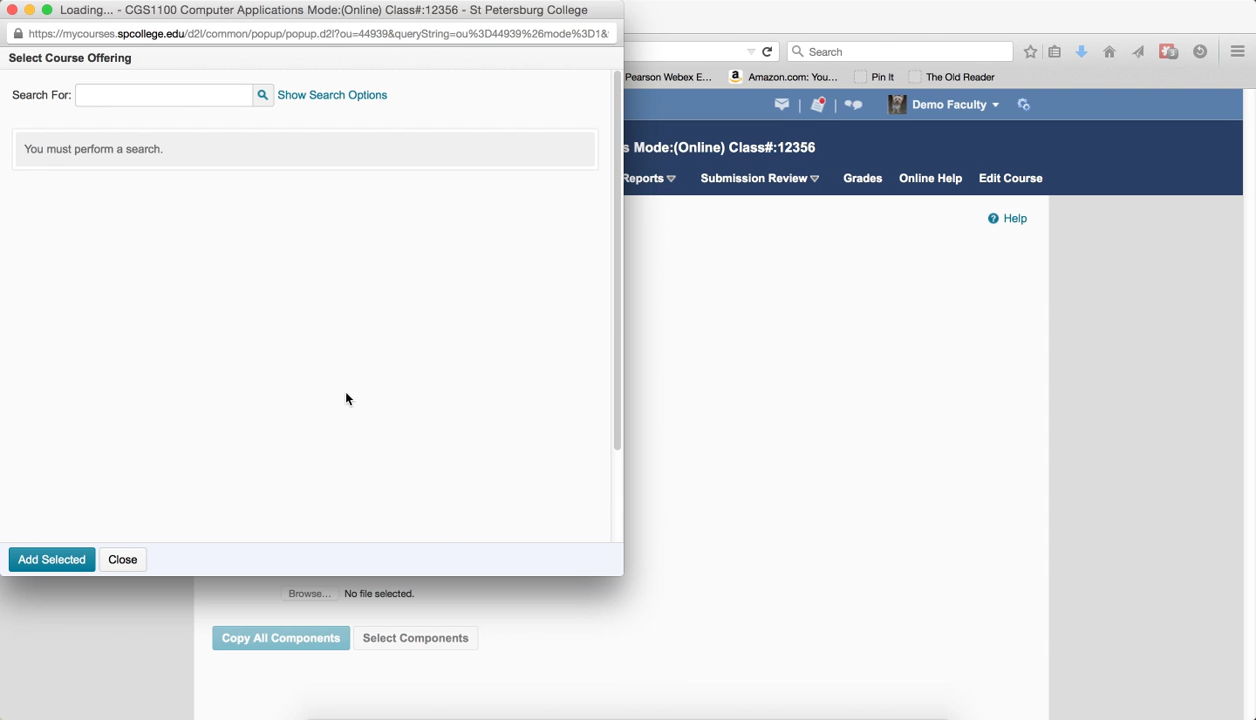 Loading... - CGS1100 Computer Applications Mode:(Online) Class#:12356 - St Petersburg College
https://mycourses.spcollege.edu/d2l/common/popup/popup.d2l?ou=44939&queryString=ou%3D44939%26mode%3D1&
Search
Select Course Offering
Pearson Webex E... Amazon.com: You... Pin It The Old Reader
Search For: Show Search Options
Demo Faculty
You must perform a search.
s Mode:(Online) Class#:12356
Reports Submission Review Grades Online Help Edit Course
Help
Add Selected Close
Browse... No file selected.
Copy All Components Select Components